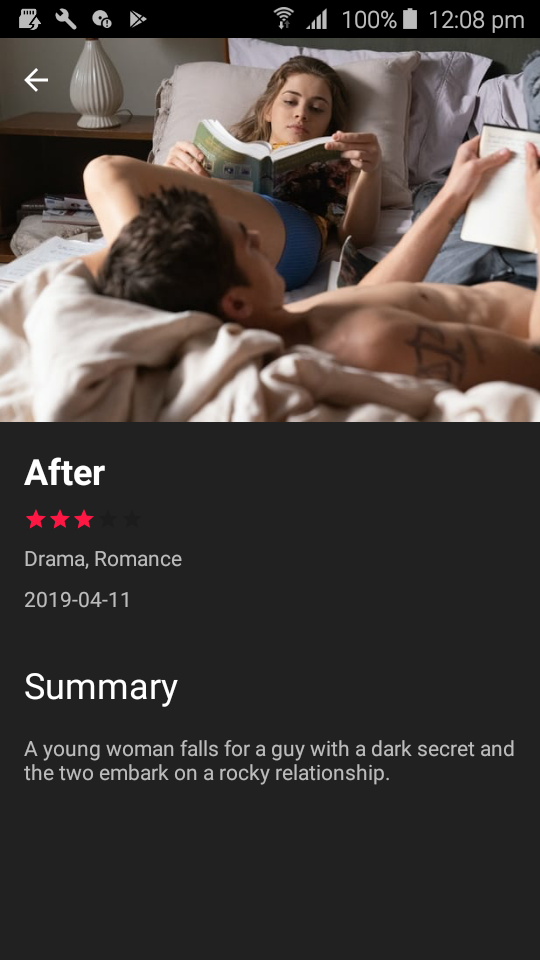 100% 12:08 pm
After
Drama, Romance
2019-04-11
Summary
A young woman falls for a guy with a dark secret and
the two embark on a rocky relationship.